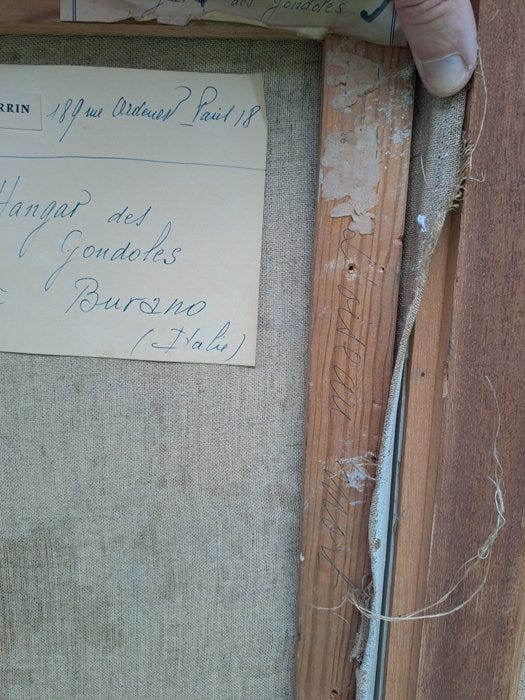 des Gondoles
RRIN 189 rue Ordener Paris 18
Hangar des
Gondoles
Burano
(Italie)